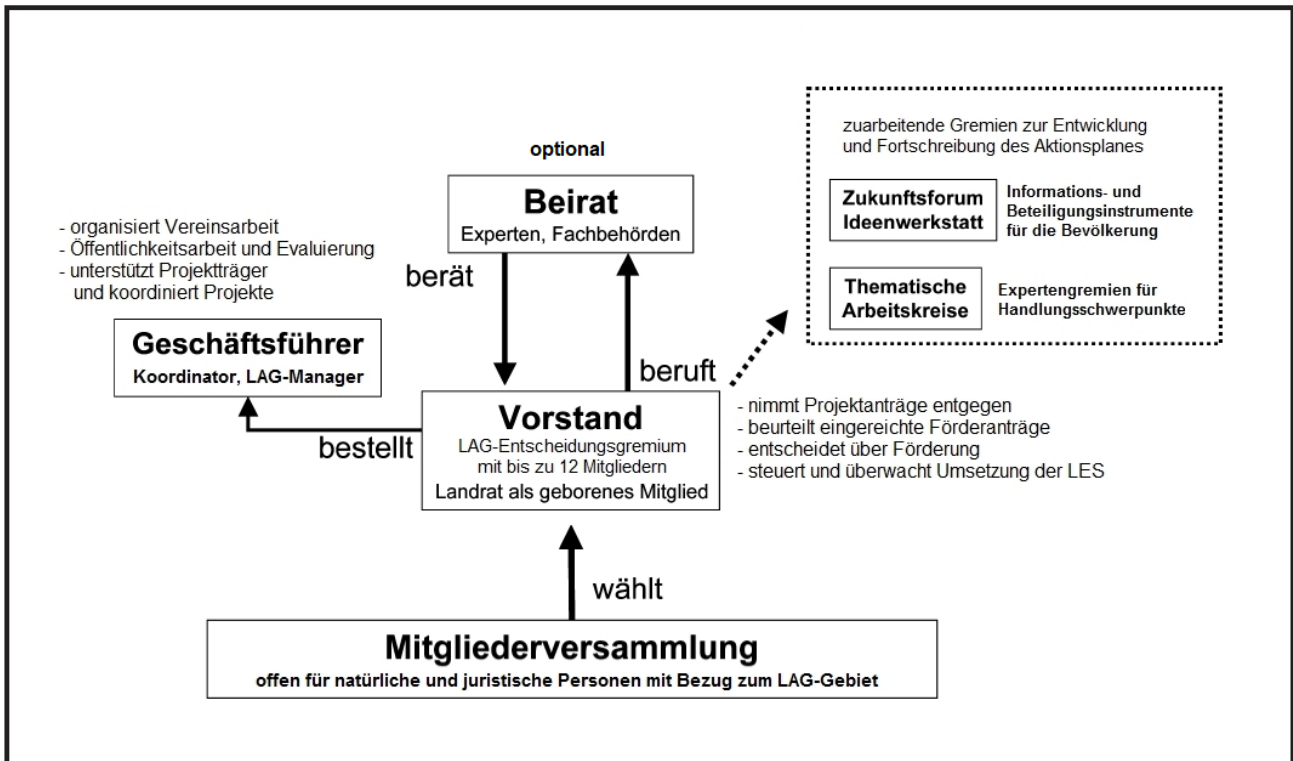 zuarbeitende Gremien zur Entwicklung
und Fortschreibung des Aktionsplanes
Zukunftsforum
Ideenwerkstatt
Informations- und
Beteiligungsinstrumente
für die Bevölkerung
Thematische
Arbeitskreise
Expertengremien für
Handlungsschwerpunkte
optional
Beirat
Experten, Fachbehörden
- organisiert Vereinsarbeit
- Öffentlichkeitsarbeit und Evaluierung
- unterstützt Projektträger
und koordiniert Projekte
berät
beruft
Geschäftsführer
Koordinator, LAG-Manager
bestellt
Vorstand
LAG-Entscheidungsgremium
mit bis zu 12 Mitgliedern
Landrat als geborenes Mitglied
- nimmt Projektanträge entgegen
- beurteilt eingereichte Förderanträge
- entscheidet über Förderung
- steuert und überwacht Umsetzung der LES
wählt
Mitgliederversammlung
offen für natürliche und juristische Personen mit Bezug zum LAG-Gebiet